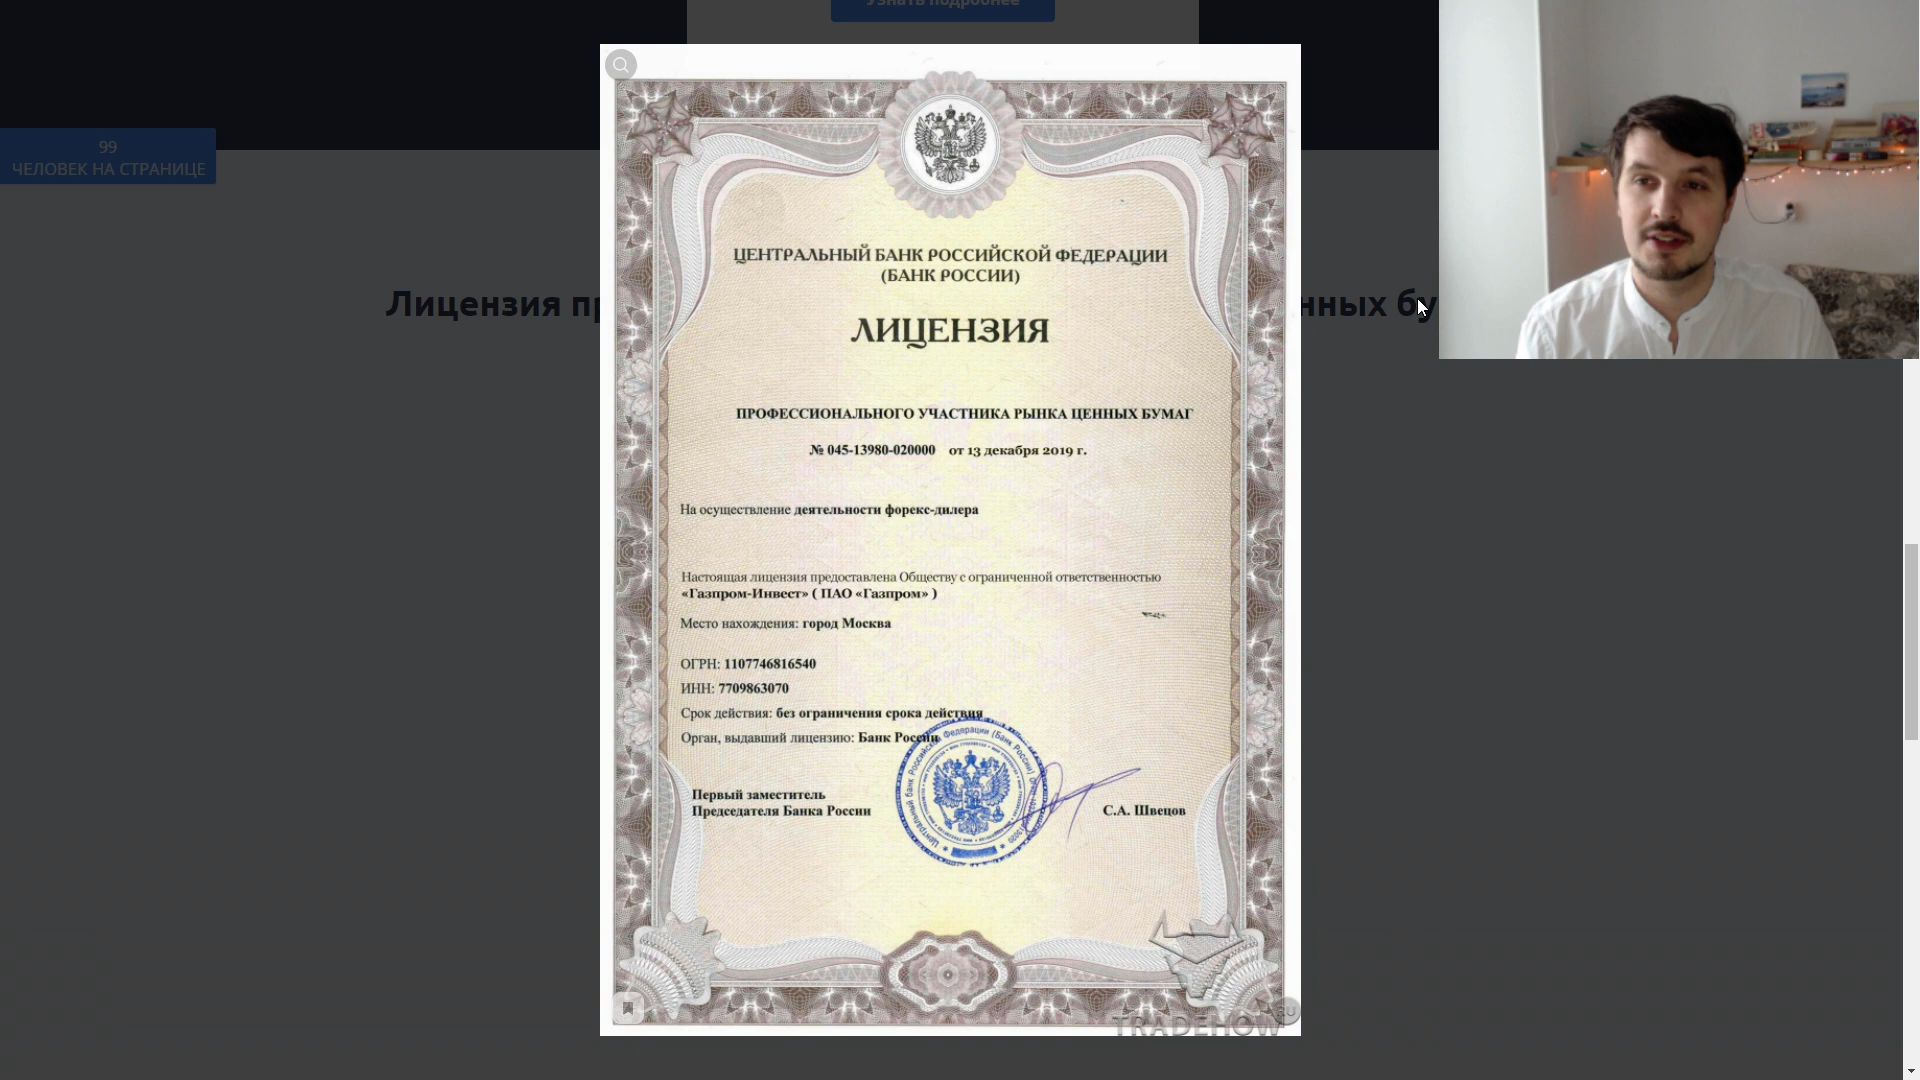 Узнать подробнее
99
ЧЕЛОВЕК НА СТРАНИЦЕ
Лицензия
ЦЕНТРАЛЬНЫЙ БАНК РОССИЙСКОЙ ФЕДЕРАЦИИ
(БАНК РОССИИ)
ЛИЦЕНЗИЯ
ПРОФЕССИОНАЛЬНОГО УЧАСТНИКА РЫНКА ЦЕННЫХ БУМАГ
№ 045-13980-020000 от 13 декабря 2019 г.
На осуществление деятельности форекс-дилера
Настоящая лицензия предоставлена Обществу с ограниченной ответственностью
«Газпром-Инвест» ( ПАО «Газпром» )
Место нахождения: город Москва
ОГРН: 1107746816540
ИНН: 7709863070
Срок действия: без ограничения срока действия
Орган, выдавший лицензию: Банк России
Первый заместитель
Председателя Банка России
С.А. Швецов
TRADEHOW